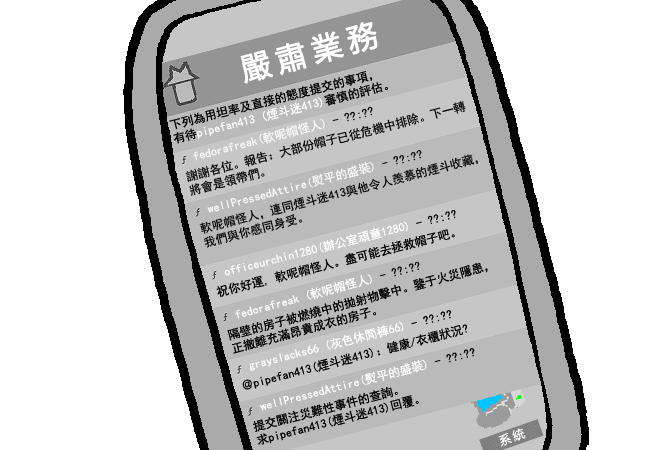 嚴肅業務
下列為用坦率及直接的態度提交的事項，
有待pipefan413 (煙斗迷413)審慎的評估。
ƒ fedorafreak(軟呢帽怪人) – ??:??
謝謝各位。報告：大部份帽子已從危機中排除。下一轉
將會是領帶們。
ƒ wellPressedAttire(熨平的盛裝) – ??:??
軟呢帽怪人，連同煙斗迷413與他令人羨慕的煙斗收藏，
我們與你感同身受。
ƒ officeurchin1280(辦公室頑童1280) – ??:??
祝你好運，軟呢帽怪人。盡可能去拯救帽子吧。
ƒ fedorafreak (軟呢帽怪人) – ??:??
隔壁的房子被燃燒中的拋射物擊中。鑒于火災隱患，
正撤離充滿昂貴成衣的房子。
ƒ grayslacks66 (灰色休閒褲66) – ??:??
@pipefan413(煙斗迷413)：健康/衣櫃狀況?
ƒ wellPressedAttire(熨平的盛裝) – ??:??
提交關注災難性事件的查詢。
求pipefan413(煙斗迷413)回覆。
系統